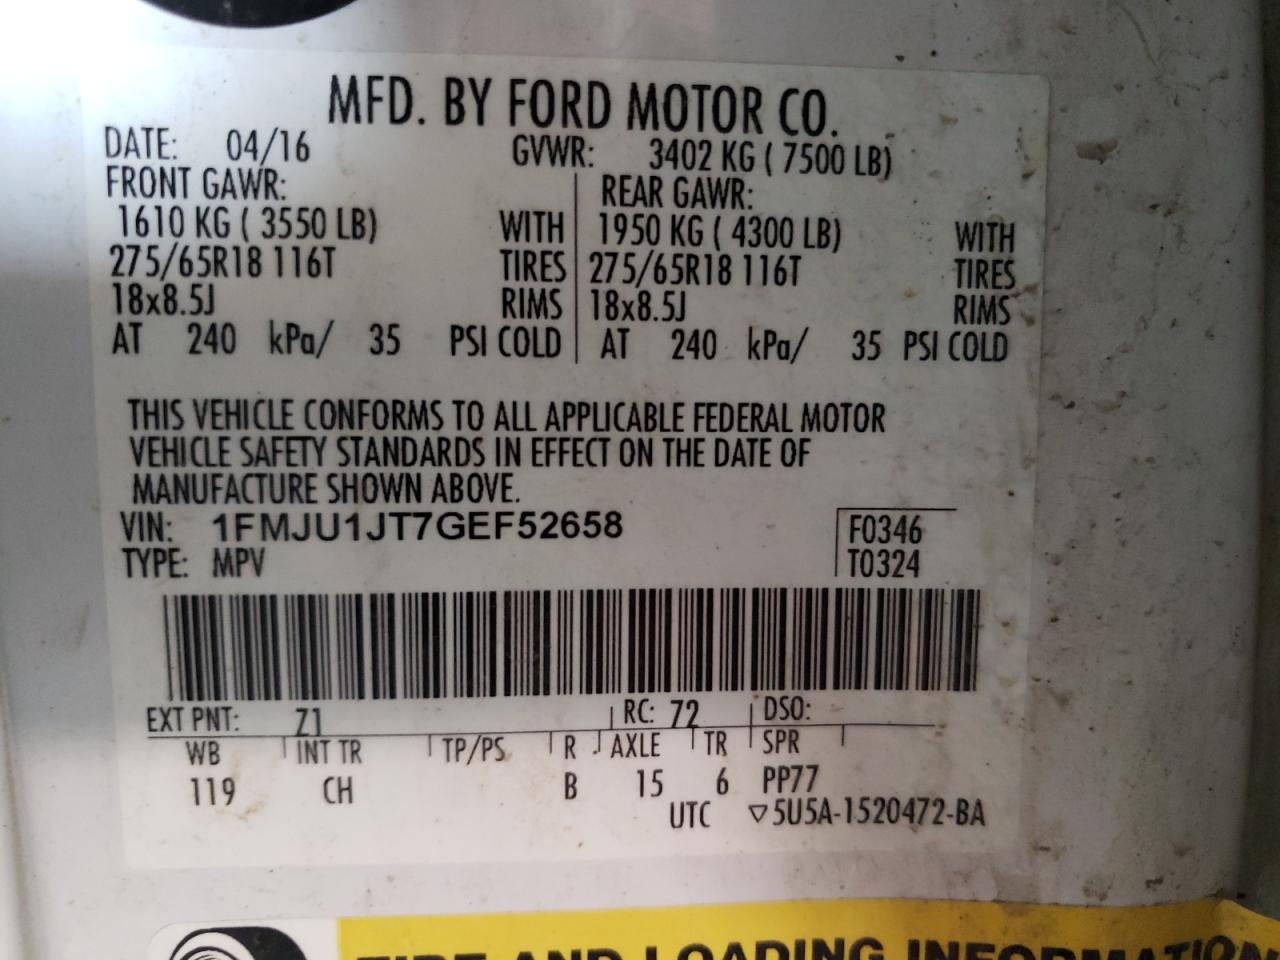 MFD. BY FORD MOTOR CO.
DATE: 04/16 GVWR: 3402 KG ( 7500 LB)
FRONT GAWR: REAR GAWR:
1610 KG ( 3550 LB) WITH 1950 KG ( 4300 LB) WITH
275/65R18 116T TIRES 275/65R18 116T TIRES
18x8.5J RIMS 18x8.5J RIMS
AT 240 kPa/ 35 PSI COLD AT 240 kPa/ 35 PSI COLD
THIS VEHICLE CONFORMS TO ALL APPLICABLE FEDERAL MOTOR
VEHICLE SAFETY STANDARDS IN EFFECT ON THE DATE OF
MANUFACTURE SHOWN ABOVE.
VIN: 1FMJU1JT7GEF52658 F0346
TYPE: MPV T0324
EXT PNT: Z1 RC: 72 DSO:
WB INT TR TP/PS R AXLE TR SPR
119 CH B 15 6 PP77
UTC ▽5U5A-1520472-BA
TIRE AND LOADING INFORMATION